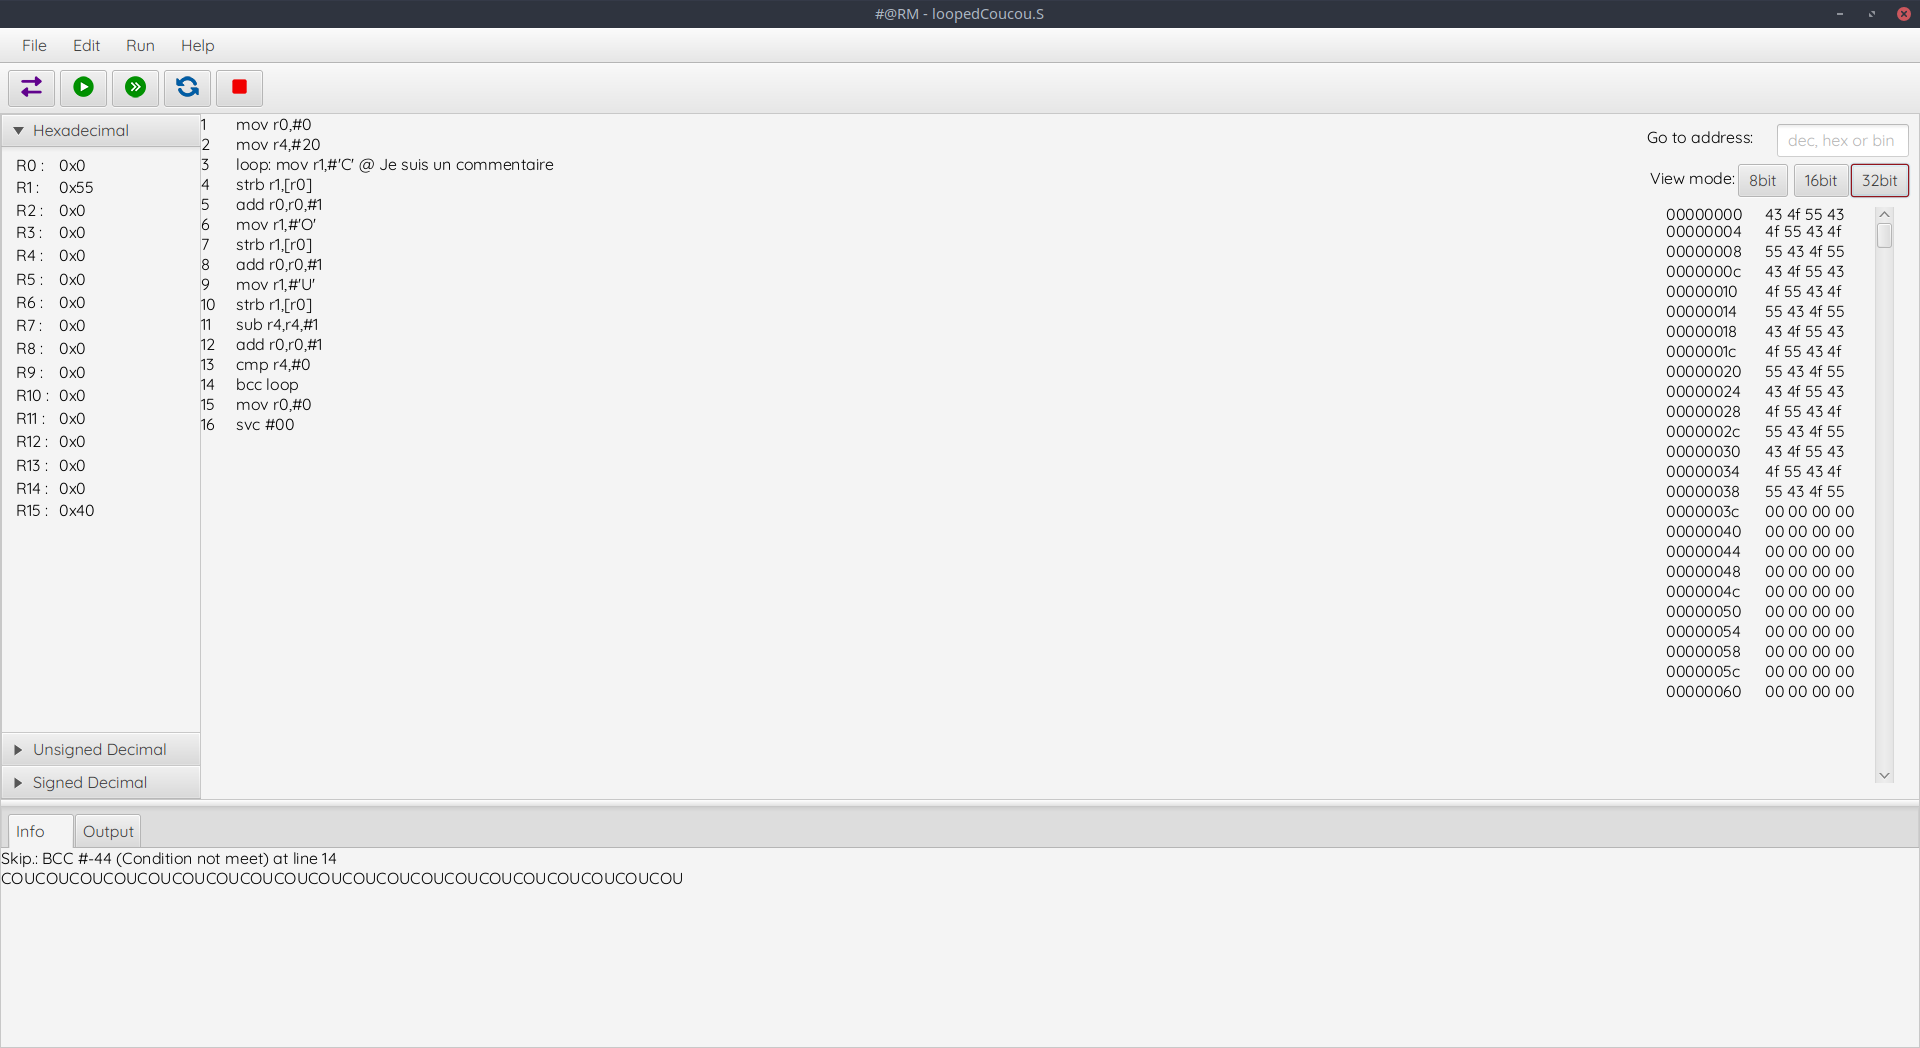 #@RM - loopedCoucou.S
File Edit Run Help
Hexadecimal
R0 : 0x0
R1 : 0x55
R2 : 0x0
R3 : 0x0
R4 : 0x0
R5 : 0x0
R6 : 0x0
R7 : 0x0
R8 : 0x0
R9 : 0x0
R10 : 0x0
R11 : 0x0
R12 : 0x0
R13 : 0x0
R14 : 0x0
R15 : 0x40
Unsigned Decimal
Signed Decimal
1 mov r0,#0
2 mov r4,#20
3 loop: mov r1,#'C' @ Je suis un commentaire
4 strb r1,[r0]
5 add r0,r0,#1
6 mov r1,#'O'
7 strb r1,[r0]
8 add r0,r0,#1
9 mov r1,#'U'
10 strb r1,[r0]
11 sub r4,r4,#1
12 add r0,r0,#1
13 cmp r4,#0
14 bcc loop
15 mov r0,#0
16 svc #00
Go to address: dec, hex or bin
View mode: 8bit 16bit 32bit
00000000 43 4f 55 43
00000004 4f 55 43 4f
00000008 55 43 4f 55
0000000c 43 4f 55 43
00000010 4f 55 43 4f
00000014 55 43 4f 55
00000018 43 4f 55 43
0000001c 4f 55 43 4f
00000020 55 43 4f 55
00000024 43 4f 55 43
00000028 4f 55 43 4f
0000002c 55 43 4f 55
00000030 43 4f 55 43
00000034 4f 55 43 4f
00000038 55 43 4f 55
0000003c 00 00 00 00
00000040 00 00 00 00
00000044 00 00 00 00
00000048 00 00 00 00
0000004c 00 00 00 00
00000050 00 00 00 00
00000054 00 00 00 00
00000058 00 00 00 00
0000005c 00 00 00 00
00000060 00 00 00 00
Info Output
Skip.: BCC #-44 (Condition not meet) at line 14
COUCOUCOUCOUCOUCOUCOUCOUCOUCOUCOUCOUCOUCOUCOUCOUCOUCOUCOUCOU